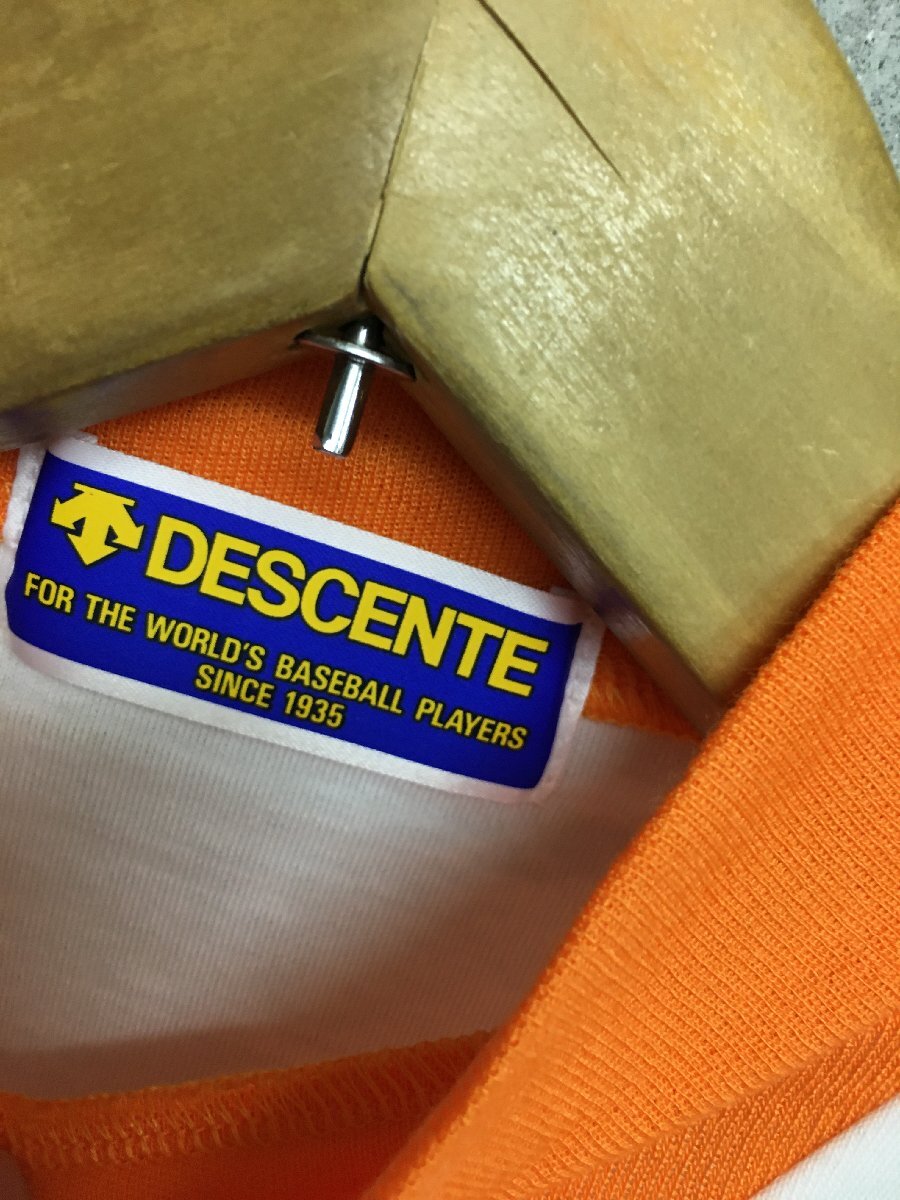 DESCENTE
FOR THE WORLD'S BASEBALL PLAYERS
SINCE 1935